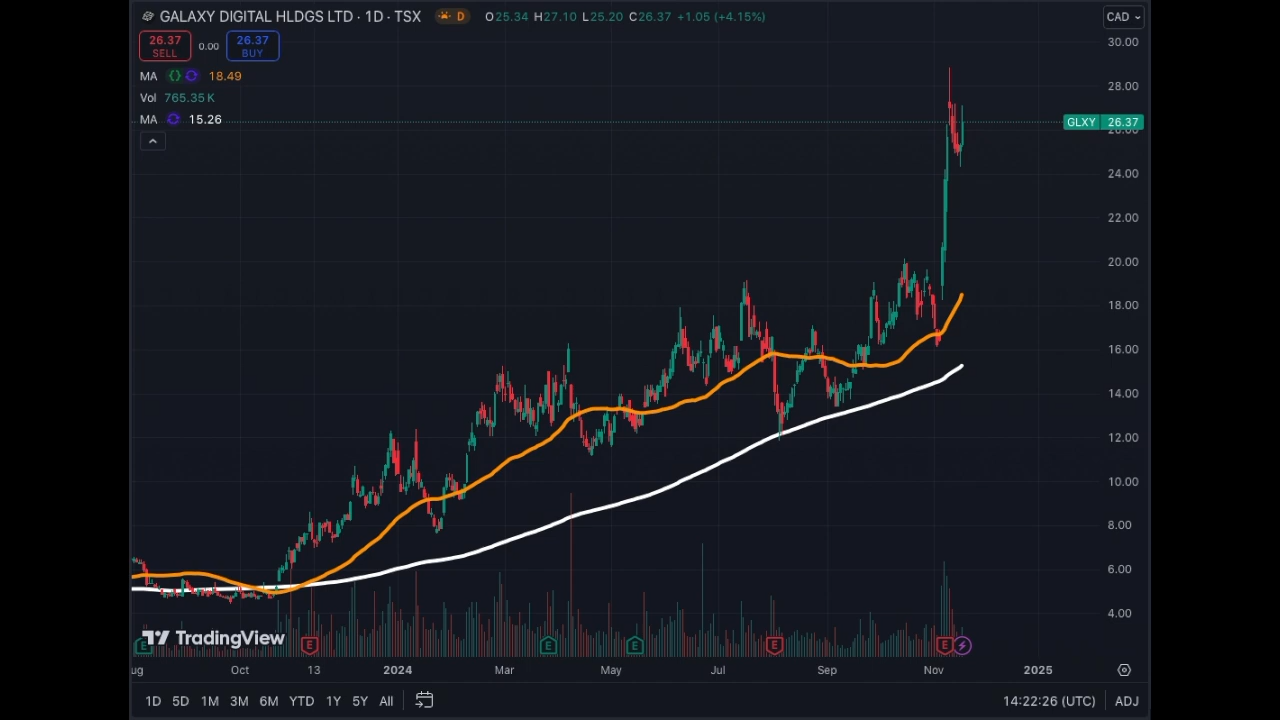 GALAXY DIGITAL HLDGS LTD · 1D · TSX D O25.34 H27.10 L25.20 C26.37 +1.05 (+4.15%) CAD
26.37 SELL 0.00 26.37 BUY
MA 18.49
Vol 765.35 K
MA 15.26
30.00
28.00
GLXY 26.37
26.00
24.00
22.00
20.00
18.00
16.00
14.00
12.00
10.00
8.00
6.00
4.00
TradingView
E E E E E E
ug Oct 13 2024 Mar May Jul Sep Nov 2025
1D 5D 1M 3M 6M YTD 1Y 5Y All 14:22:26 (UTC) ADJ